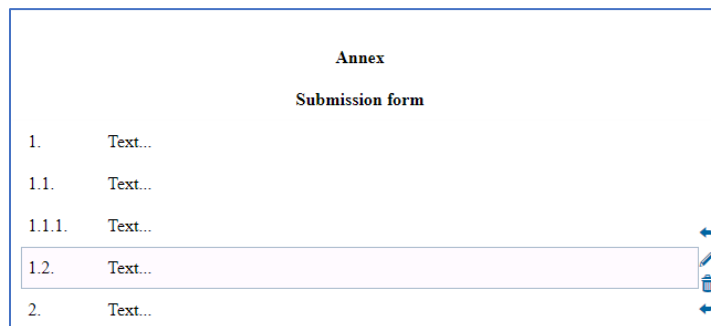 Annex
Submission form
1. Text...
1.1. Text...
1.1.1. Text...
1.2. Text...
2. Text...